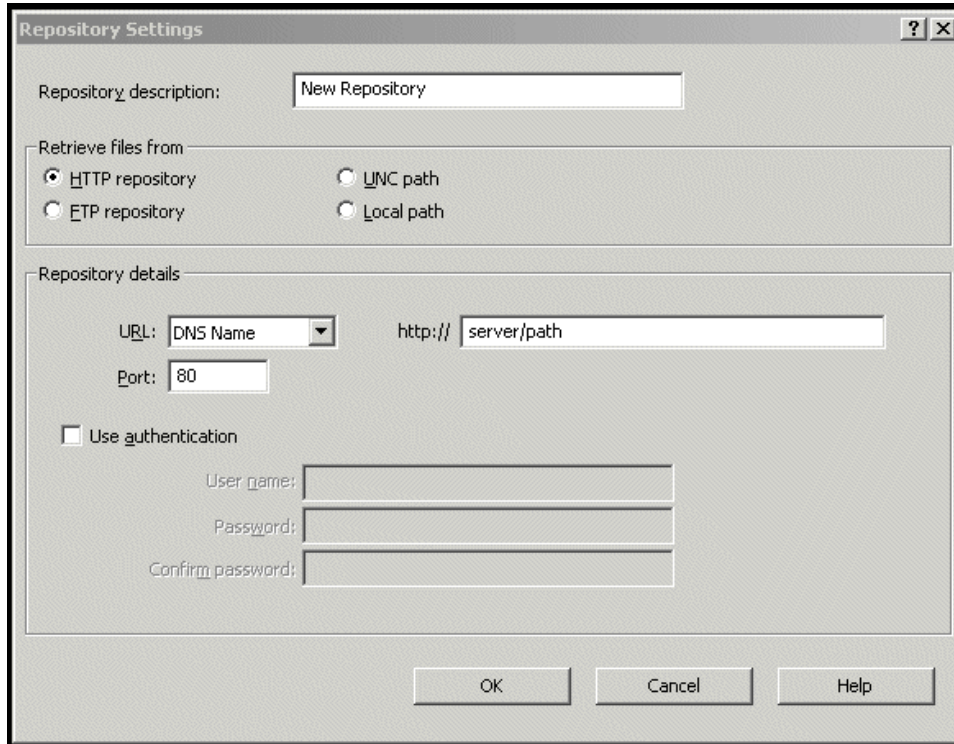 Repository Settings
Repository description: New Repository
Retrieve files from
HTTP repository UNC path
FTP repository Local path
Repository details
URL: DNS Name http:// server/path
Port: 80
Use authentication
User name:
Password:
Confirm password:
OK Cancel Help